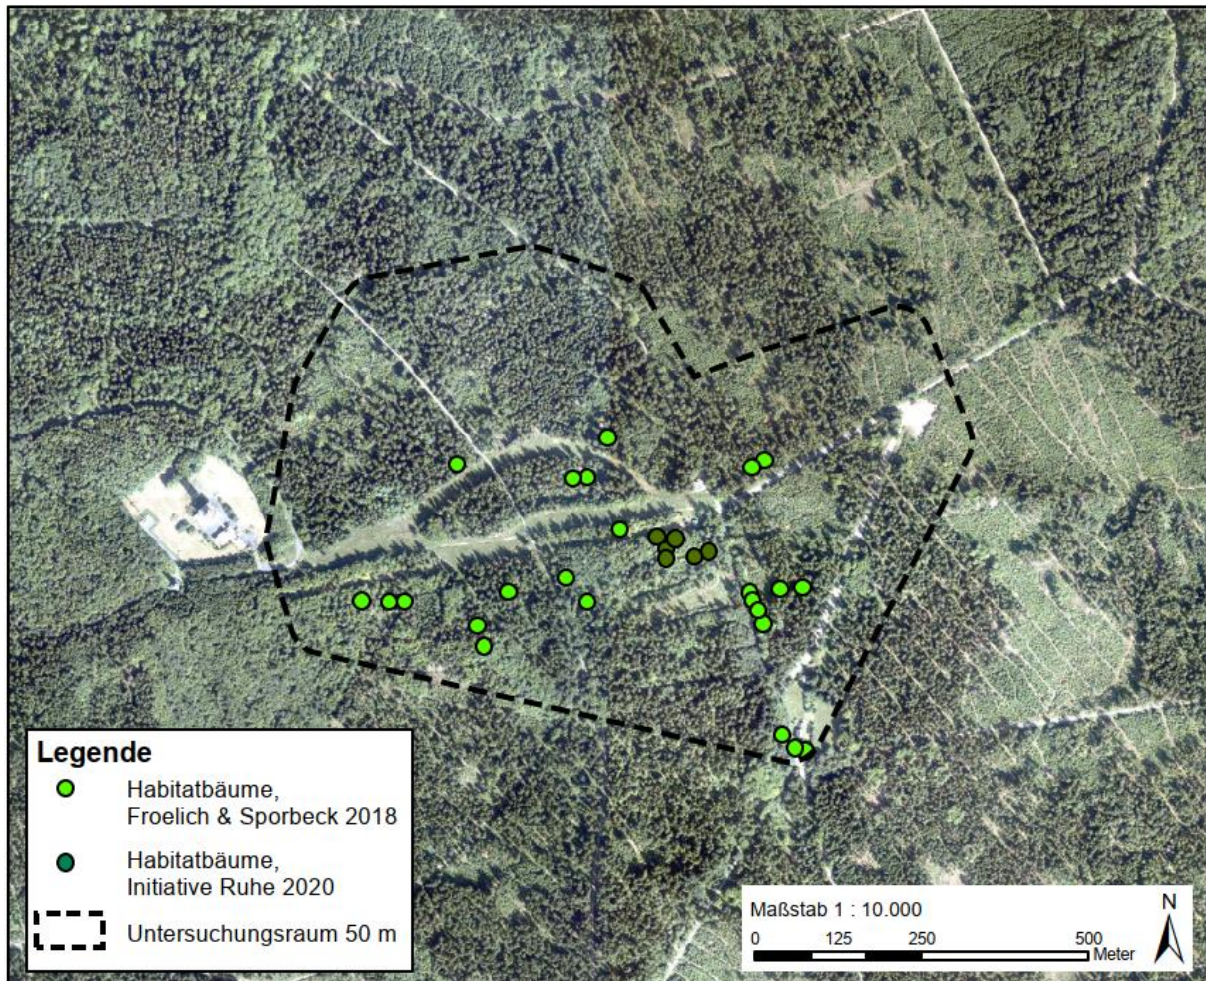 Legende
Habitatbäume,
Froelich & Sporbeck 2018
Habitatbäume,
Initiative Ruhe 2020
Untersuchungsraum 50 m
Maßstab 1 : 10.000
N
0 125 250 500
Meter